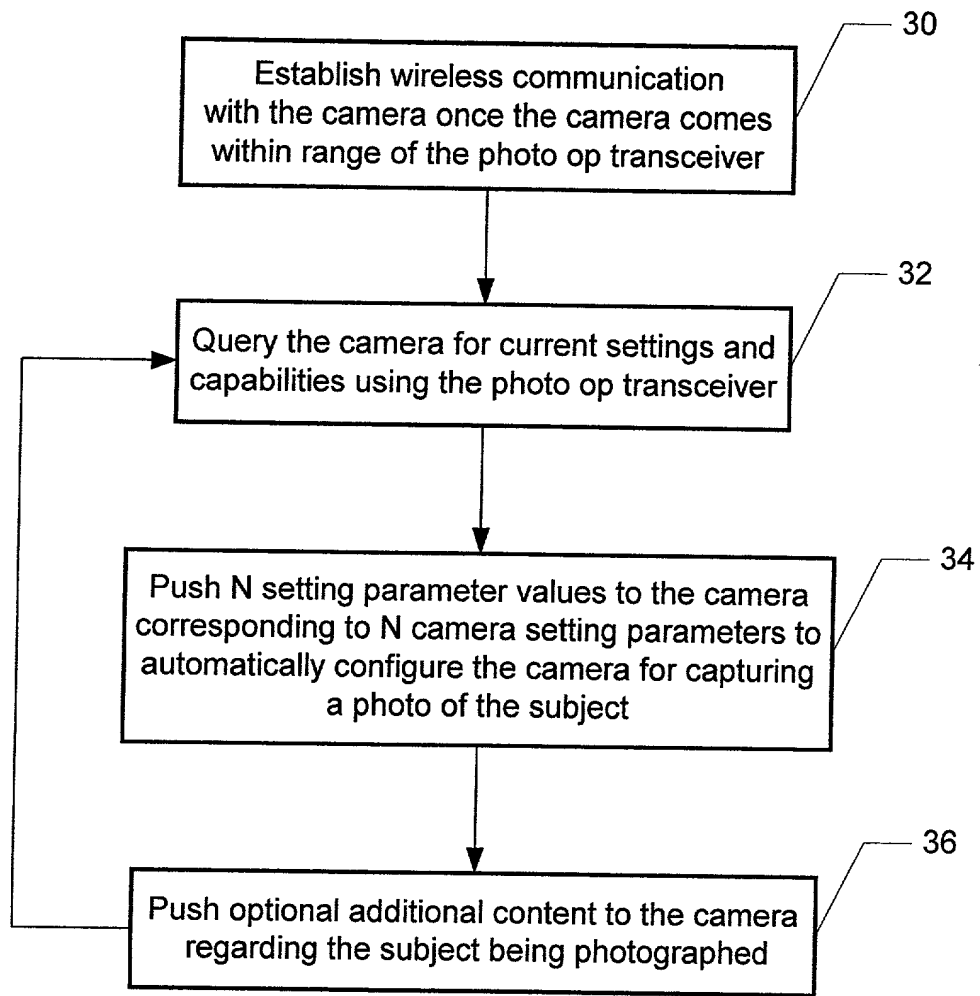 30
Establish wireless communication
with the camera once the camera comes
within range of the photo op transceiver
32
Query the camera for current settings and
capabilities using the photo op transceiver
34
Push N setting parameter values to the camera
corresponding to N camera setting parameters to
automatically configure the camera for capturing
a photo of the subject
36
Push optional additional content to the camera
regarding the subject being photographed